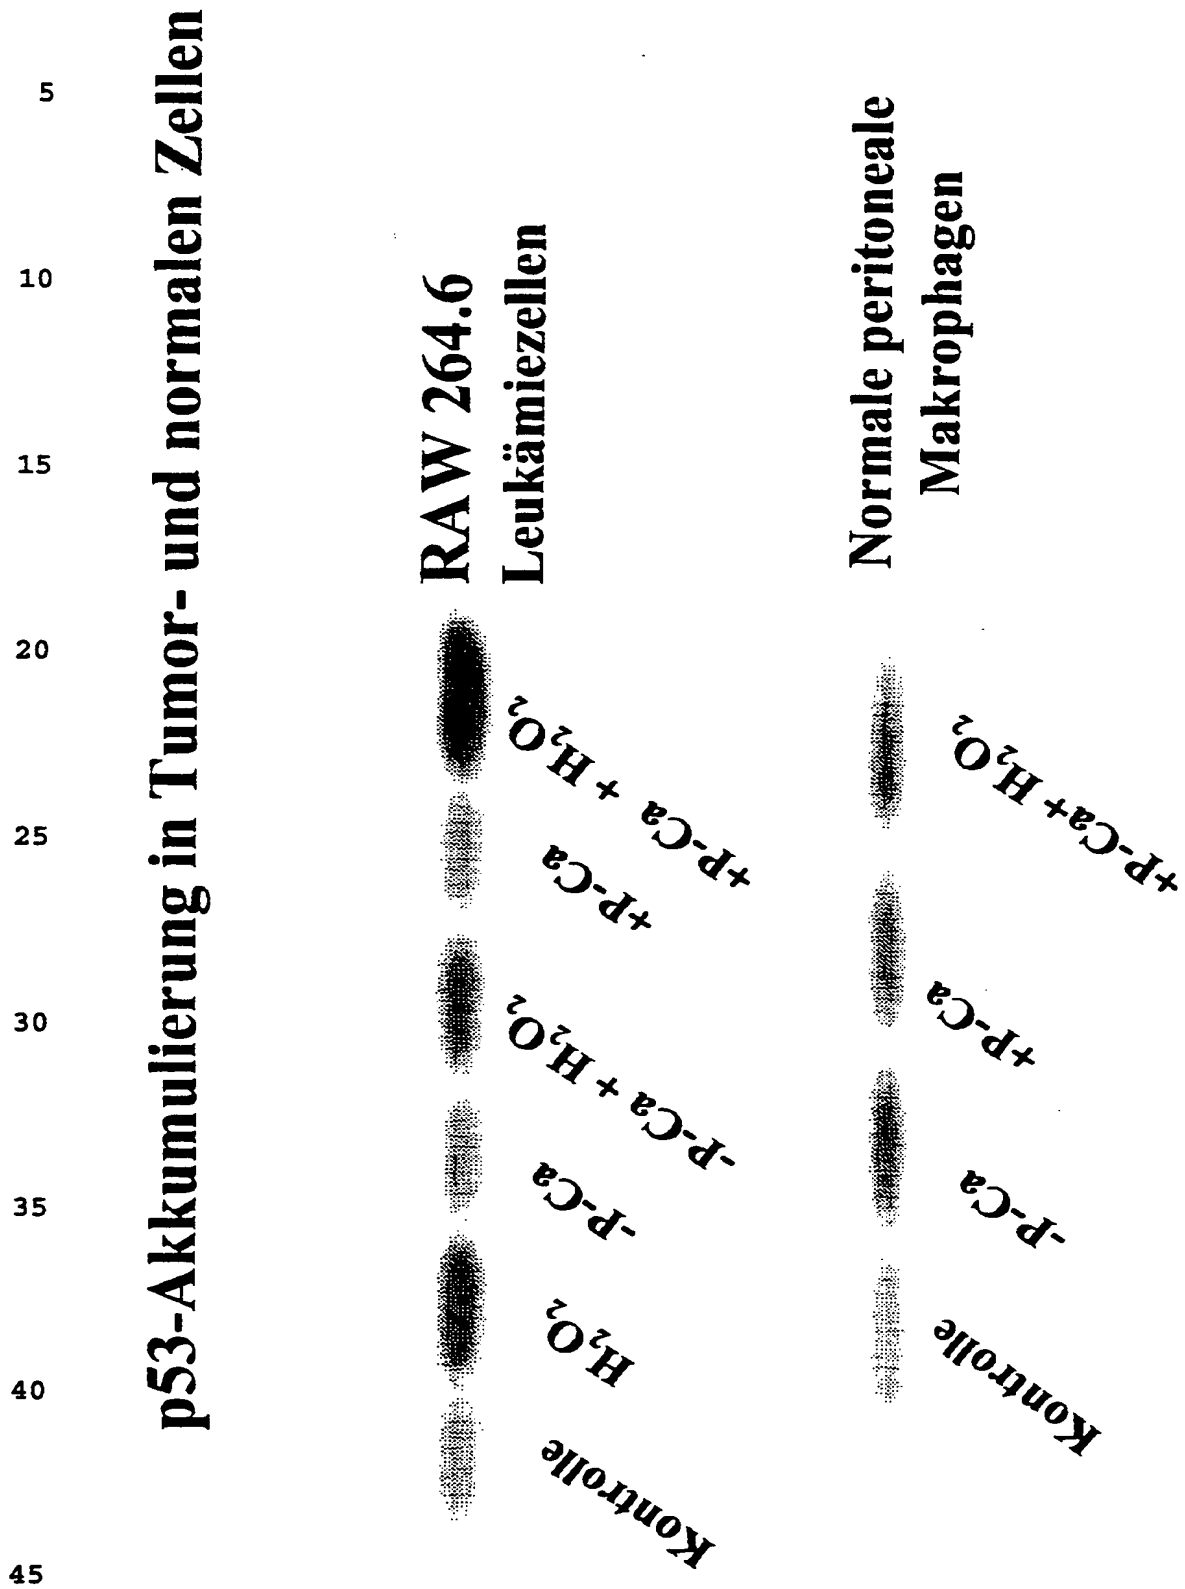 p53-Akkumulierung in Tumor- und normalen Zellen
RAW 264.6
Leukämiezellen
Kontrolle
H₂O₂
-P-Ca
-P-Ca + H₂O₂
+P-Ca
+P-Ca + H₂O₂
Normale peritoneale
Makrophagen
Kontrolle
-P-Ca
+P-Ca
+P-Ca+ H₂O₂
5
10
15
20
25
30
35
40
45